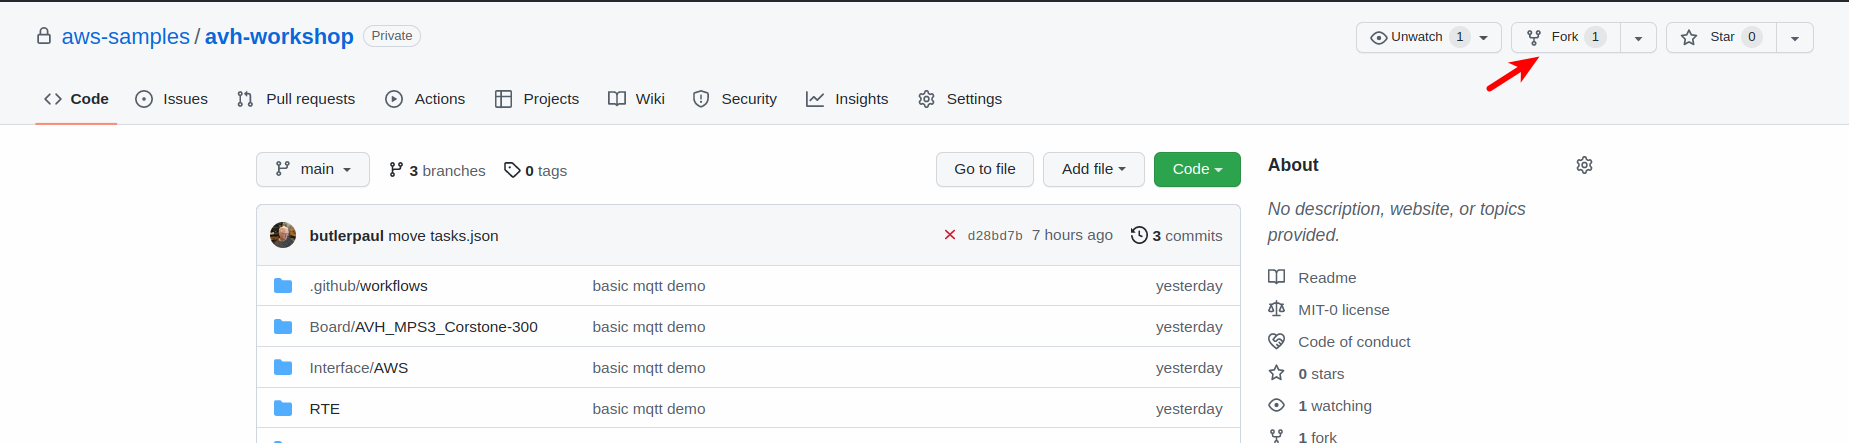 aws-samples / avh-workshop Private Unwatch 1 Fork 1 Star 0
Code Issues Pull requests Actions Projects Wiki Security Insights Settings
main 3 branches 0 tags Go to file Add file Code
butlerpaul move tasks.json d28bd7b 7 hours ago 3 commits
.github/workflows basic mqtt demo yesterday
Board/AVH_MPS3_Corstone-300 basic mqtt demo yesterday
Interface/AWS basic mqtt demo yesterday
RTE basic mqtt demo yesterday
About
No description, website, or topics
provided.
Readme
MIT-0 license
Code of conduct
0 stars
1 watching
1 fork